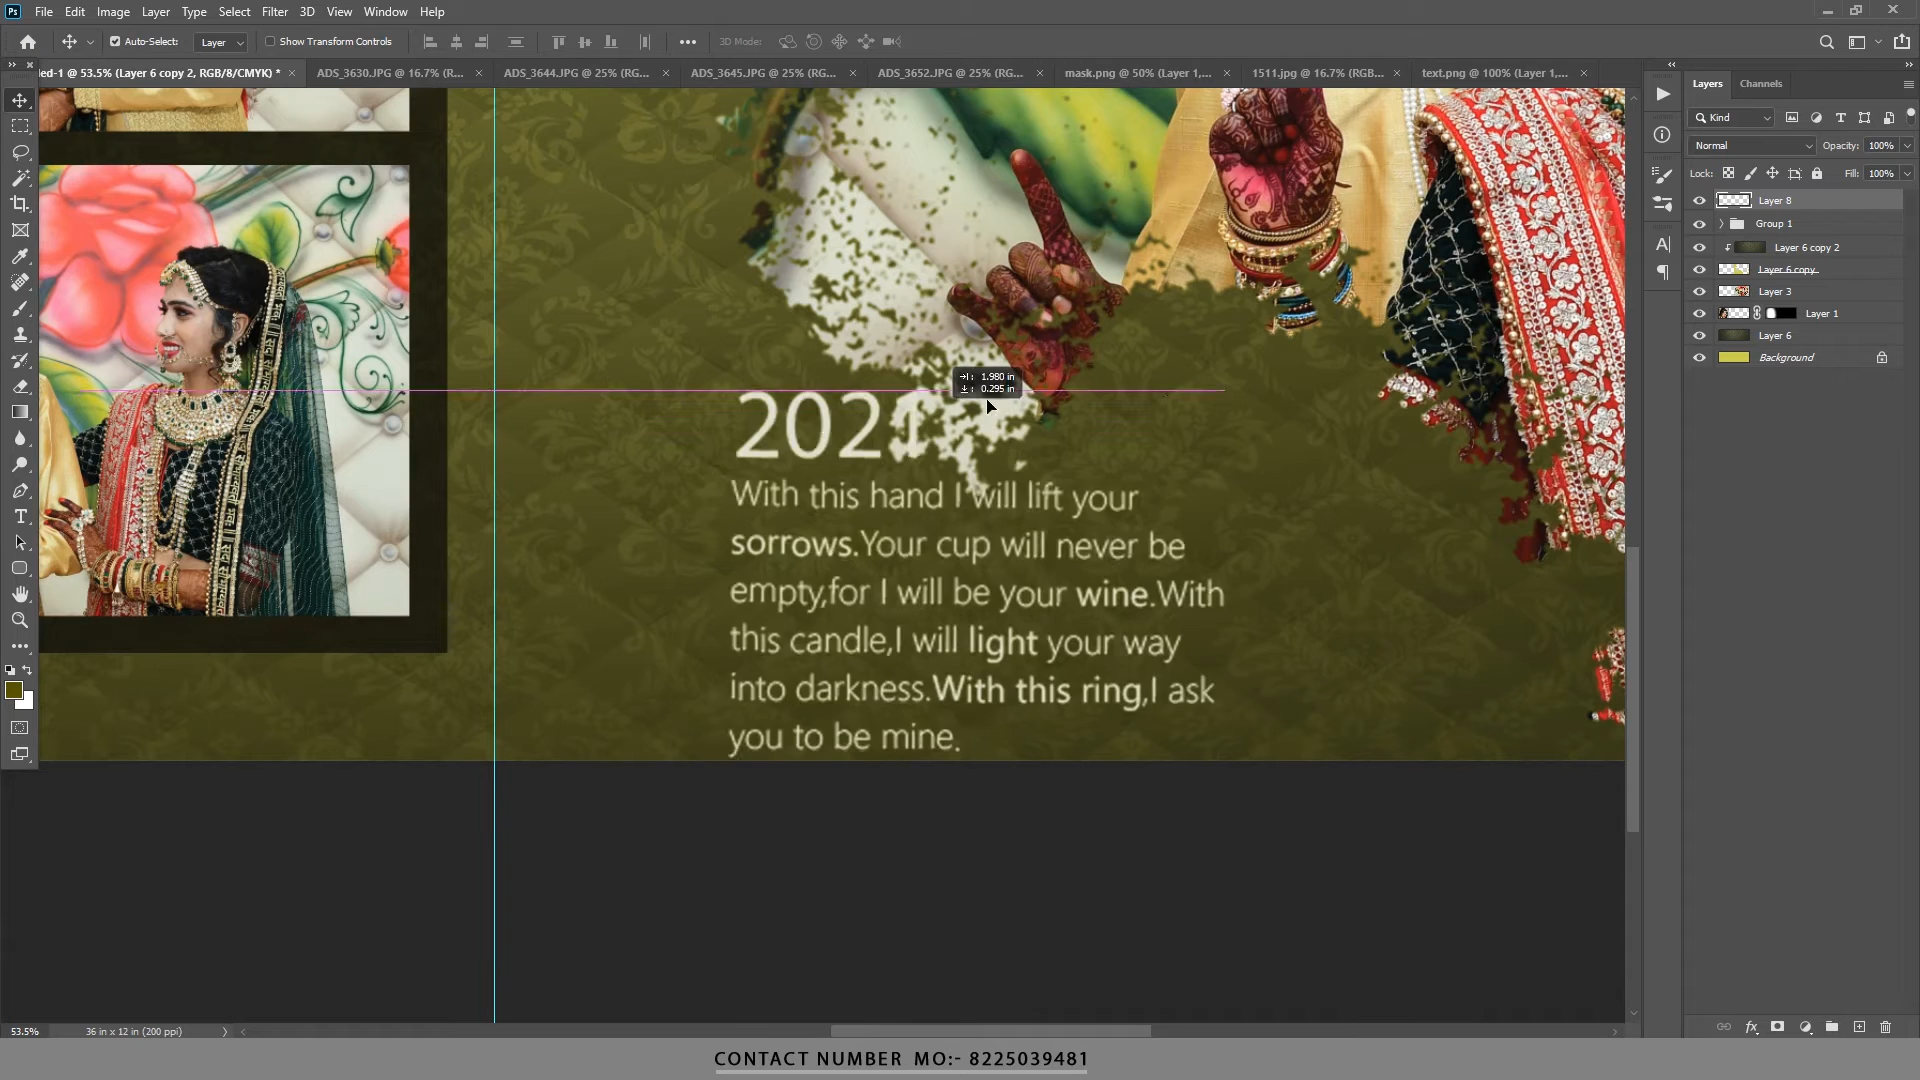 Ps File Edit Image Layer Type Select Filter 3D View Window Help
Auto-Select: Layer Show Transform Controls 3D Mode:
led-1 @ 53.5% (Layer 6 copy 2, RGB/8/CMYK) * ADS_3630.JPG @ 16.7% (R... ADS_3644.JPG @ 25% (RG... ADS_3645.JPG @ 25% (RG... ADS_3652.JPG @ 25% (RG... mask.png @ 50% (Layer 1,... 1511.jpg @ 16.7% (RGB... text.png @ 100% (Layer 1,...
Layers Channels
Kind
Normal Opacity: 100%
Lock: Fill: 100%
Layer 8
Group 1
Layer 6 copy 2
Layer 6 copy
Layer 3
Layer 1
Layer 6
Background
1.980 in
0.295 in
2021
With this hand I will lift your
sorrows.Your cup will never be
empty,for I will be your wine.With
this candle,I will light your way
into darkness.With this ring,I ask
you to be mine.
53.5% 36 in x 12 in (200 ppi)
CONTACT NUMBER MO:- 8225039481